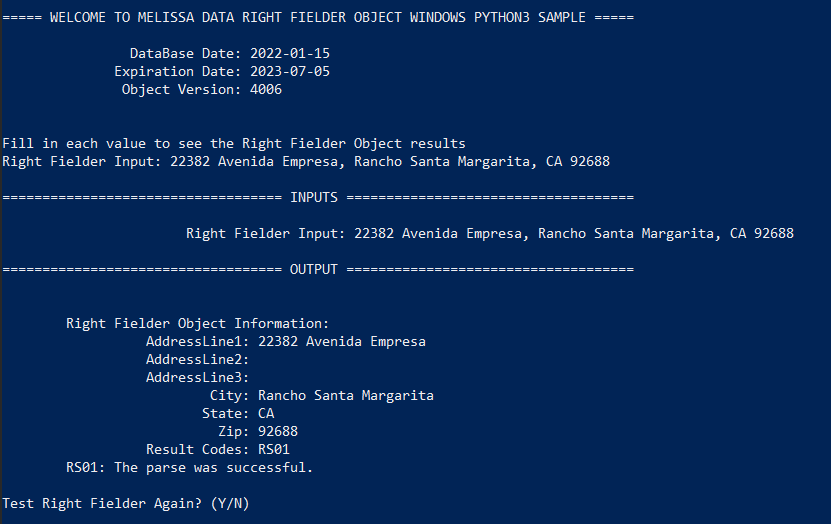 ===== WELCOME TO MELISSA DATA RIGHT FIELDER OBJECT WINDOWS PYTHON3 SAMPLE =====
DataBase Date: 2022-01-15
Expiration Date: 2023-07-05
Object Version: 4006
Fill in each value to see the Right Fielder Object results
Right Fielder Input: 22382 Avenida Empresa, Rancho Santa Margarita, CA 92688
=================================== INPUTS ====================================
Right Fielder Input: 22382 Avenida Empresa, Rancho Santa Margarita, CA 92688
=================================== OUTPUT ====================================
Right Fielder Object Information:
AddressLine1: 22382 Avenida Empresa
AddressLine2:
AddressLine3:
City: Rancho Santa Margarita
State: CA
Zip: 92688
Result Codes: RS01
RS01: The parse was successful.
Test Right Fielder Again? (Y/N)